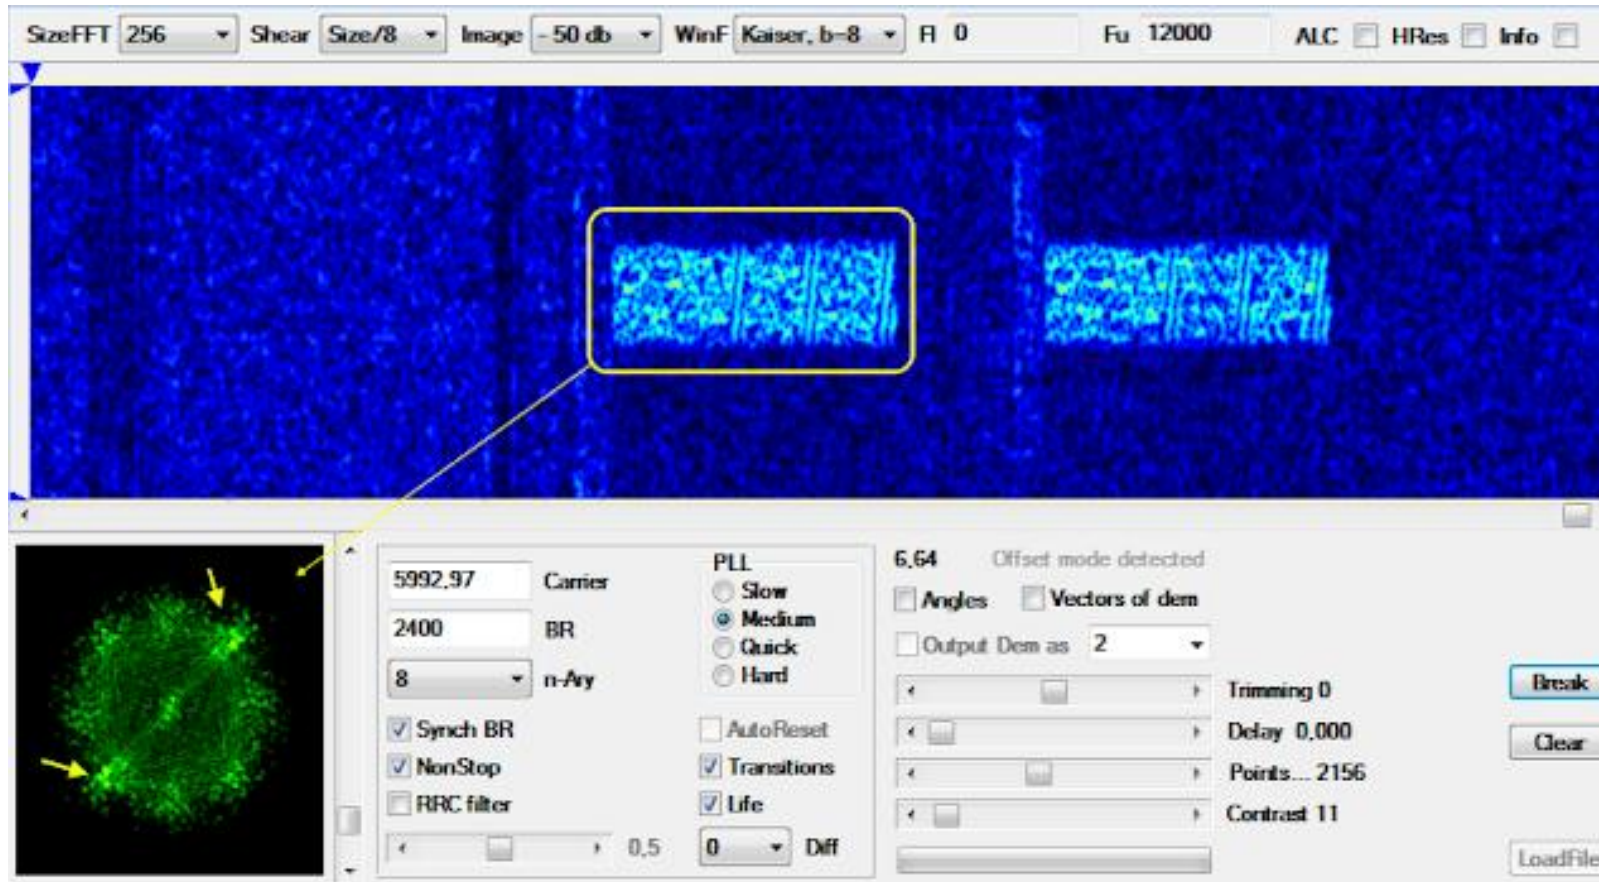 SizeFFT 256 Shear Size/8 Image - 50 db WinF Kaiser, b-8 Fl 0 Fu 12000 ALC HRes Info
5992,97 Carrier
2400 BR
8 n-Ary
Synch BR
NonStop
RRC filter
0,5
PLL
Slow
Medium
Quick
Hard
AutoReset
Transitions
Life
0 Diff
6,64 Offset mode detected
Angles Vectors of dem
Output Dem as 2
Trimming 0
Delay 0,000
Points... 2156
Contrast 11
Break
Clear
LoadFile